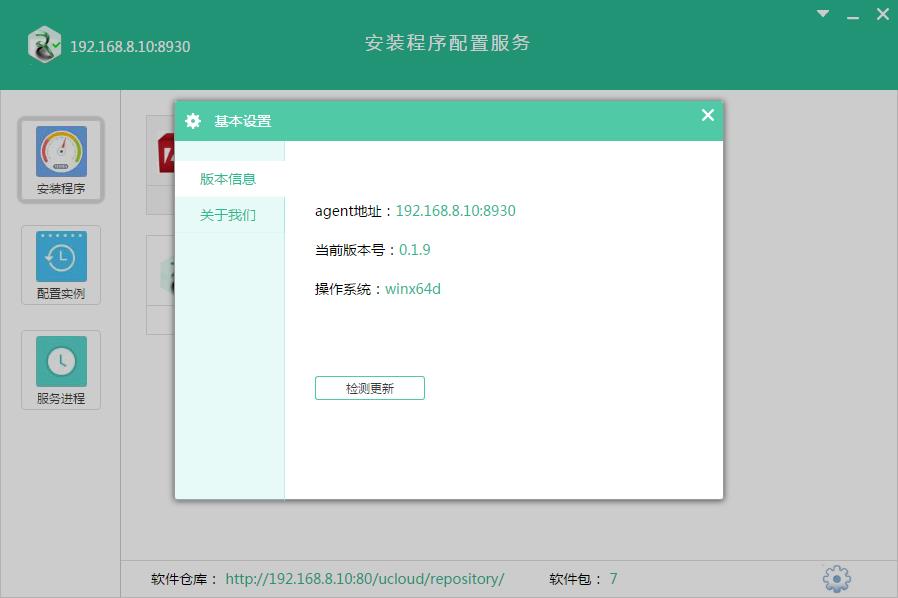 192.168.8.10:8930
安装程序配置服务
基本设置
安装程序
配置实例
服务进程
版本信息
关于我们
agent地址：192.168.8.10:8930
当前版本号：0.1.9
操作系统：winx64d
检测更新
软件仓库： http://192.168.8.10:80/ucloud/repository/ 软件包： 7